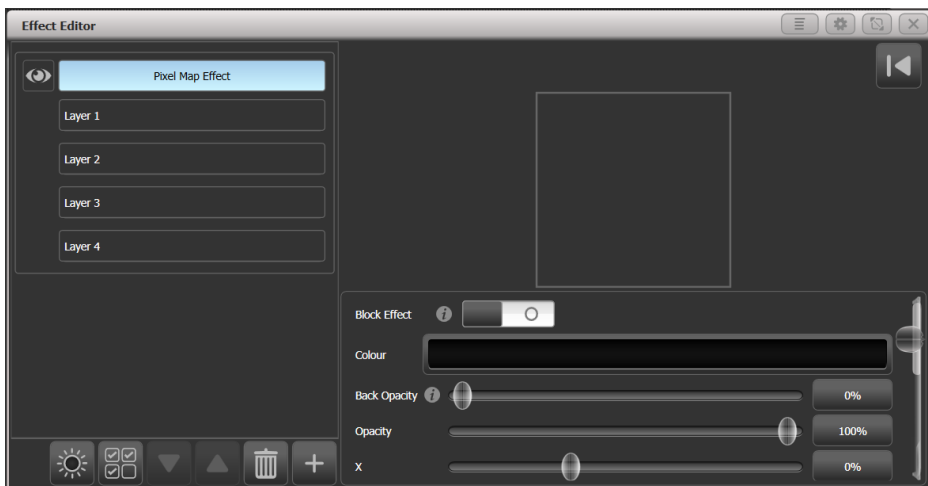 Effect Editor
Pixel Map Effect
Layer 1
Layer 2
Layer 3
Layer 4
Block Effect i
Colour
Back Opacity i 0%
Opacity 100%
X 0%